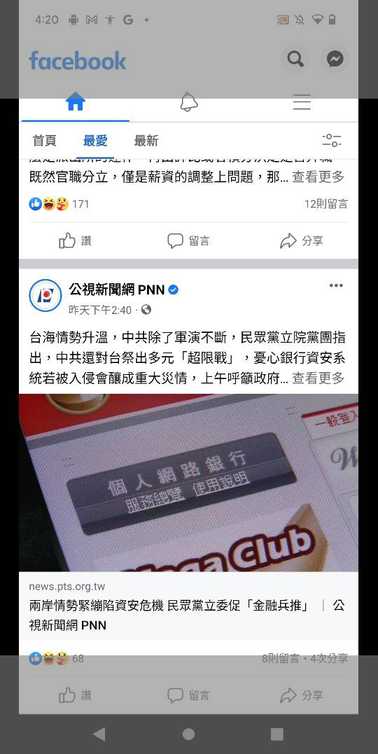 4:20
facebook
首頁
最愛
最新
既然官職分立，僅是薪資的調整上問題，那... 查看更多
171
12則留言
讚
留言
分享
公視新聞網 PNN
昨天下午2:40
台海情勢升溫，中共除了軍演不斷，民眾黨立院黨團指
出，中共還對台祭出多元「超限戰」，憂心銀行資安系
統若被入侵會釀成重大災情，上午呼籲政府... 查看更多
一般登入
個人網路銀行
服務總覽 使用說明
Club
news.pts.org.tw
兩岸情勢緊繃陷資安危機 民眾黨立委促「金融兵推」 ｜ 公
視新聞網 PNN
68
8則留言・4次分享
讚
留言
分享